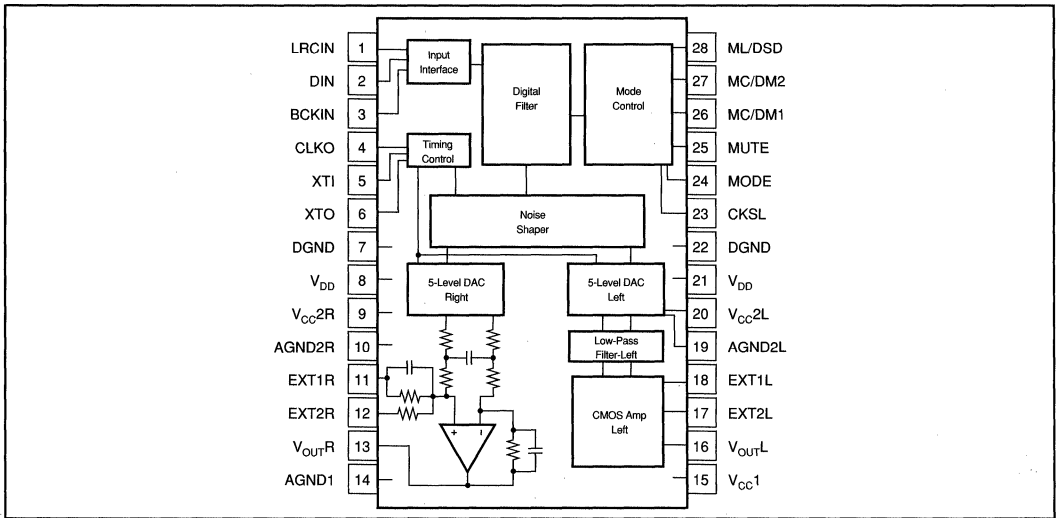 LRCIN 1
DIN 2
BCKIN 3
CLKO 4
XTI 5
XTO 6
DGND 7
VDD 8
VCC2R 9
AGND2R 10
EXT1R 11
EXT2R 12
VOUTR 13
AGND1 14
Input
Interface
Digital
Filter
Mode
Control
Timing
Control
Noise
Shaper
5-Level DAC
Right
5-Level DAC
Left
Low-Pass
Filter-Left
CMOS Amp
Left
+ –
28 ML/DSD
27 MC/DM2
26 MC/DM1
25 MUTE
24 MODE
23 CKSL
22 DGND
21 VDD
20 VCC2L
19 AGND2L
18 EXT1L
17 EXT2L
16 VOUTL
15 VCC1